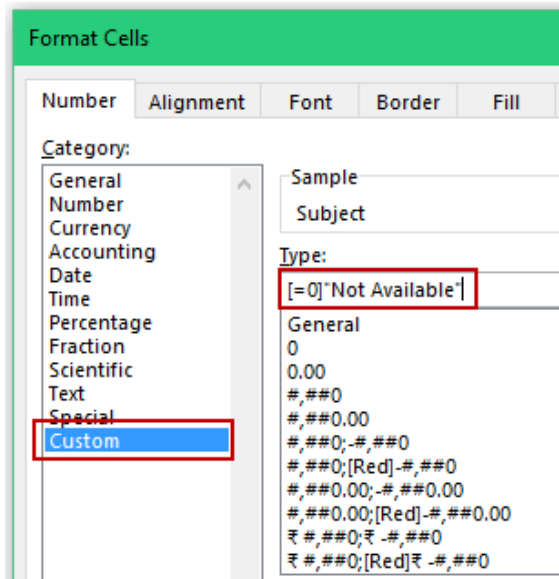 Format Cells
Number Alignment Font Border Fill
Category:
General
Number
Currency
Accounting
Date
Time
Percentage
Fraction
Scientific
Text
Special
Custom
Sample
Subject
Type:
[=0]"Not Available"
General
0
0.00
#,##0
#,##0.00
#,##0;-#,##0
#,##0;[Red]-#,##0
#,##0.00;-#,##0.00
#,##0.00;[Red]-#,##0.00
₹ #,##0;₹ -#,##0
₹ #,##0;[Red]₹ -#,##0